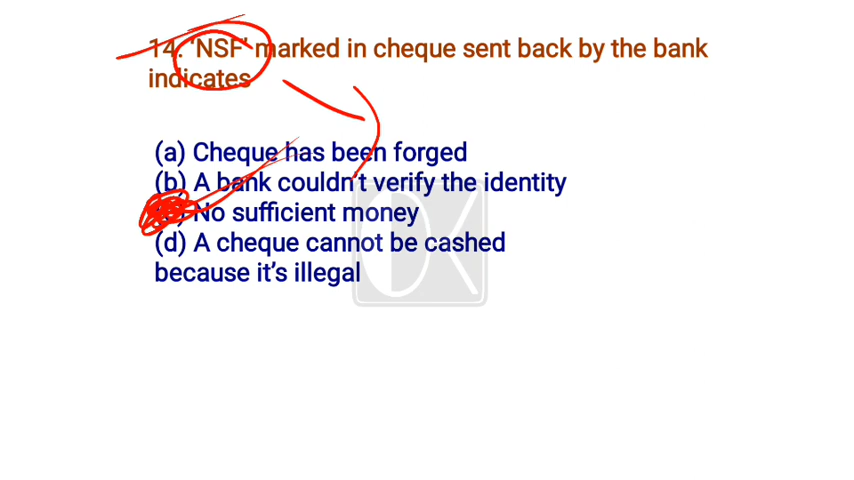 14. ‘NSF’ marked in cheque sent back by the bank
indicates
(a) Cheque has been forged
(b) A bank couldn't verify the identity
No sufficient money
(d) A cheque cannot be cashed
because it's illegal